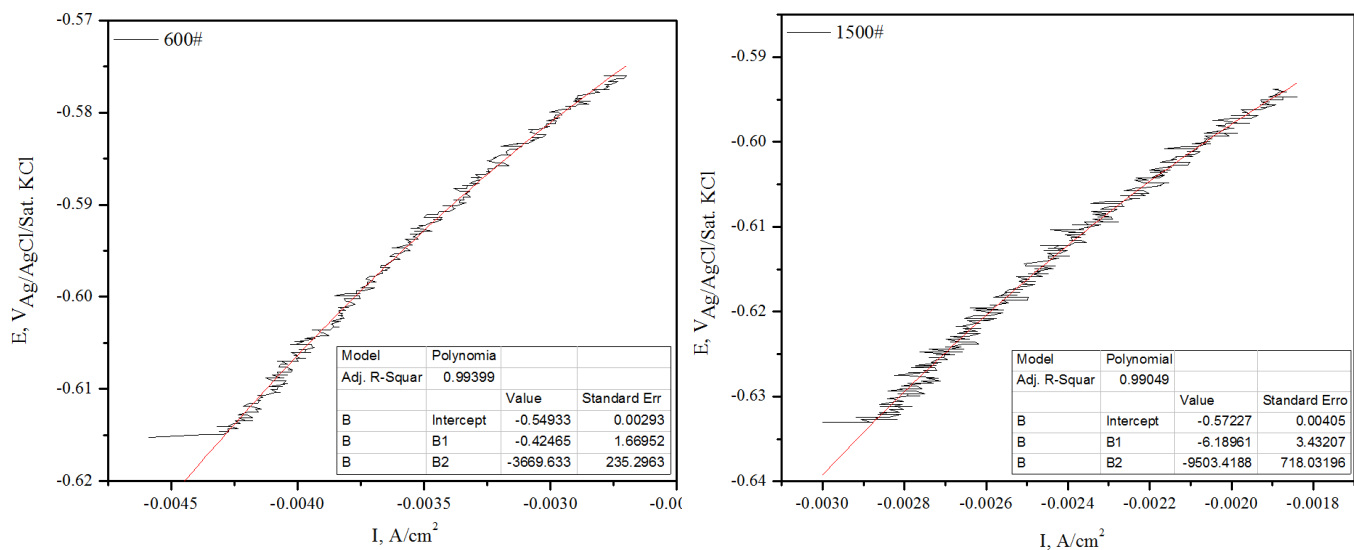 600#
-0.57
-0.58
-0.59
-0.60
-0.61
-0.62
E, V Ag/AgCl/Sat. KCl
Model Polynomia
Adj. R-Squar 0.99399
Value Standard Err
B Intercept -0.54933 0.00293
B B1 -0.42465 1.66952
B B2 -3669.633 235.2963
-0.0045 -0.0040 -0.0035 -0.0030 -0.00
I, A/cm²
1500#
-0.59
-0.60
-0.61
-0.62
-0.63
-0.64
E, V Ag/AgCl/Sat. KCl
Model Polynomial
Adj. R-Squar 0.99049
Value Standard Erro
B Intercept -0.57227 0.00405
B B1 -6.18961 3.43207
B B2 -9503.4188 718.03196
-0.0030 -0.0028 -0.0026 -0.0024 -0.0022 -0.0020 -0.0018
I, A/cm²